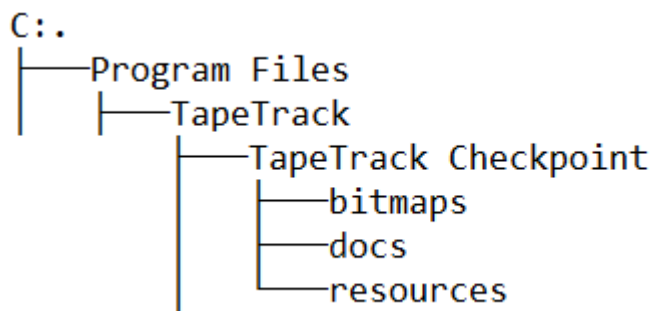 C:.
Program Files
TapeTrack
TapeTrack Checkpoint
bitmaps
docs
resources